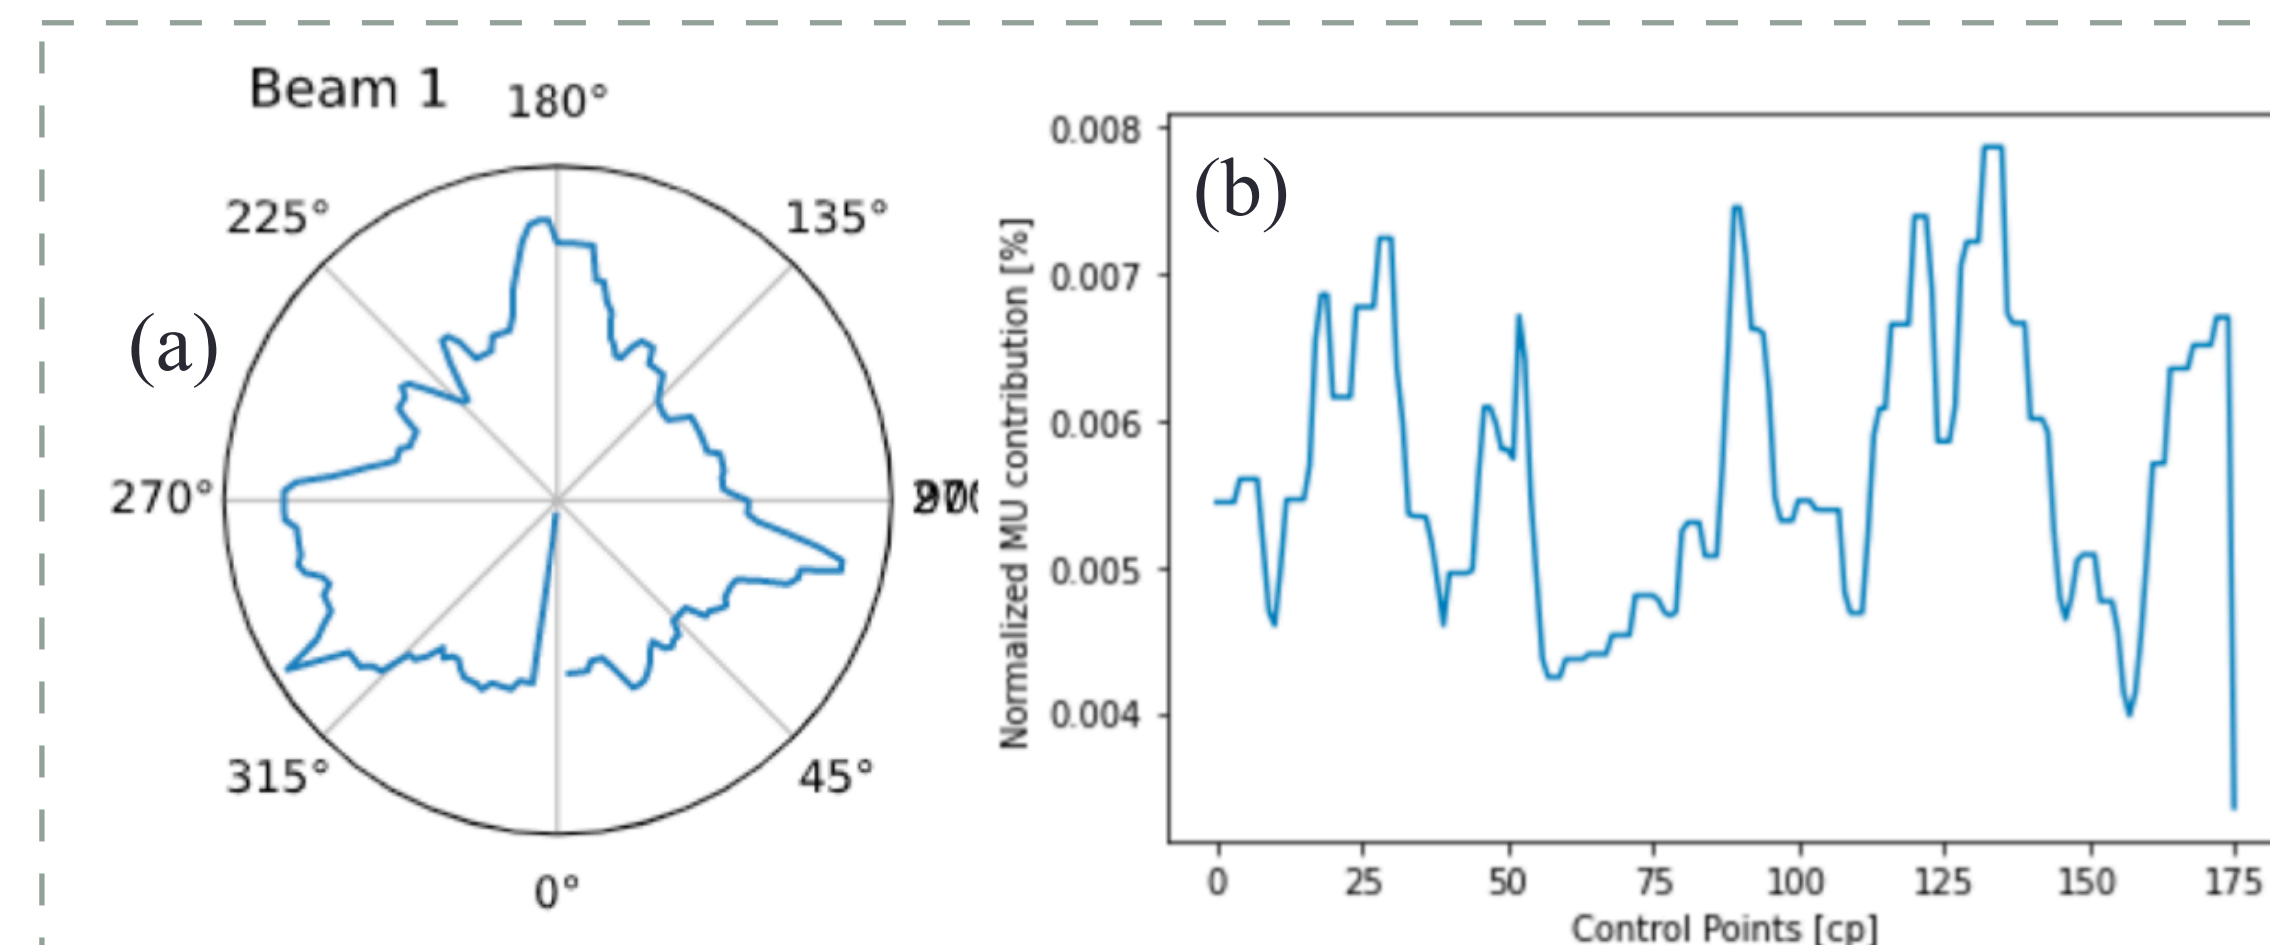 Beam 1
180°
225°
135°
(a)
270°
315°
45°
0°
(b)
Normalized MU contribution [%]
0.008
0.007
0.006
0.005
0.004
0 25 50 75 100 125 150 175
Control Points [cp]